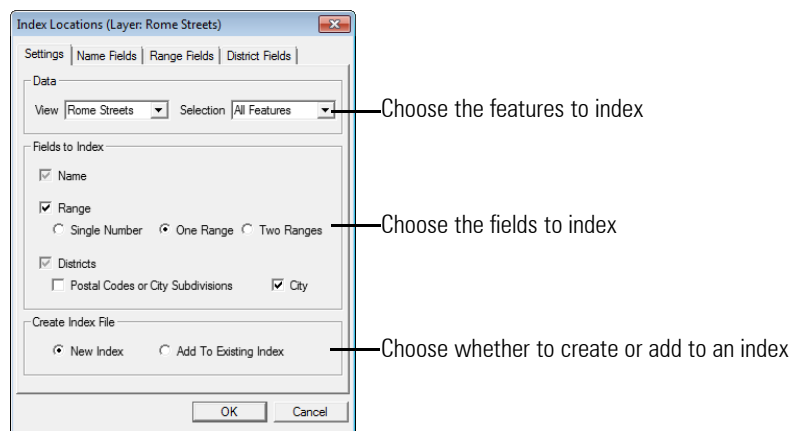 Index Locations (Layer: Rome Streets)
Settings Name Fields Range Fields District Fields
Data
View Rome Streets Selection All Features
Choose the features to index
Fields to Index
Name
Range
Single Number One Range Two Ranges
Choose the fields to index
Districts
Postal Codes or City Subdivisions City
Create Index File
New Index Add To Existing Index
Choose whether to create or add to an index
OK Cancel